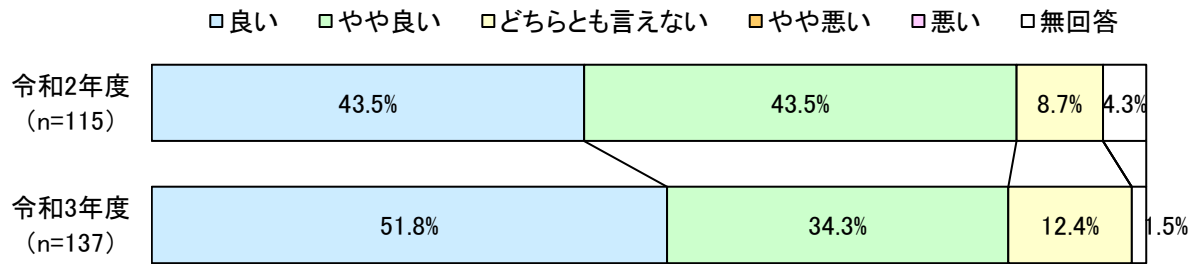 良い やや良い どちらとも言えない やや悪い 悪い 無回答
令和2年度
(n=115)
43.5% 43.5% 8.7% 4.3%
令和3年度
(n=137)
51.8% 34.3% 12.4% 1.5%